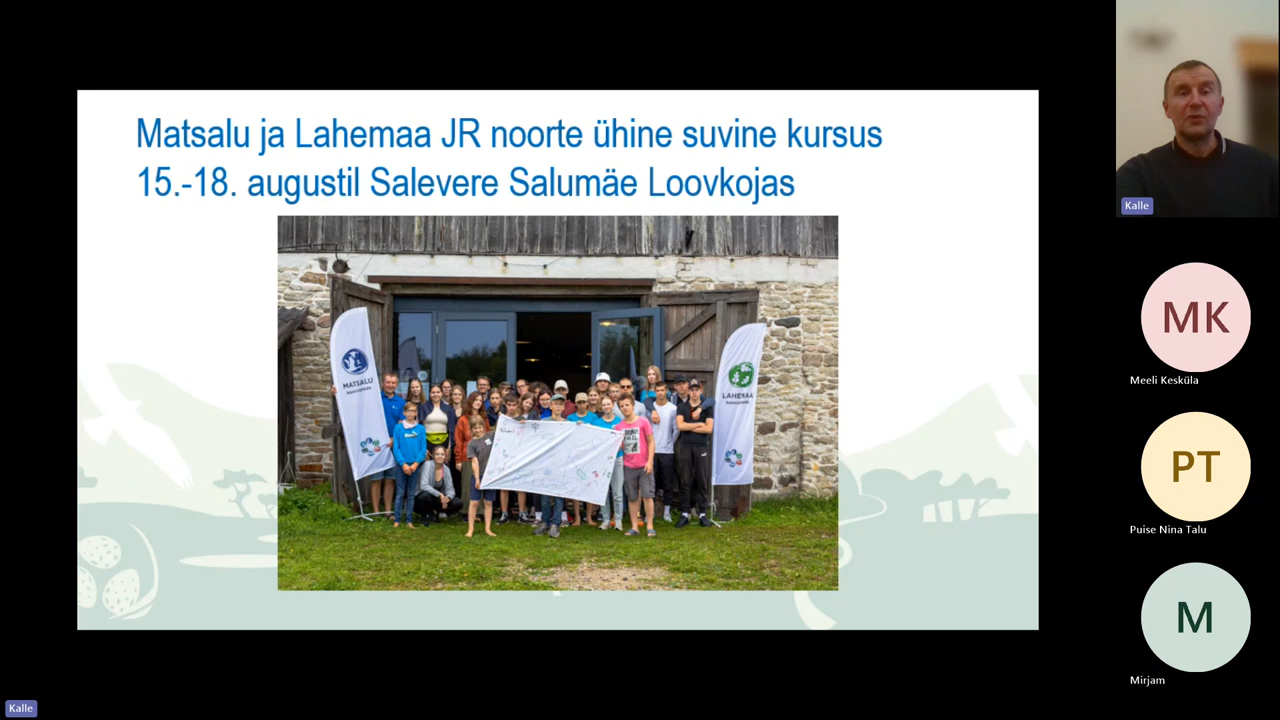 Matsalu ja Lahemaa JR noorte ühine suvine kursus
15.-18. augustil Salevere Salumäe Loovkojas
MATSALU
LAHEMAA
Kalle
MK
Meeli Kesküla
PT
Puise Nina Talu
M
Mirjam
Kalle